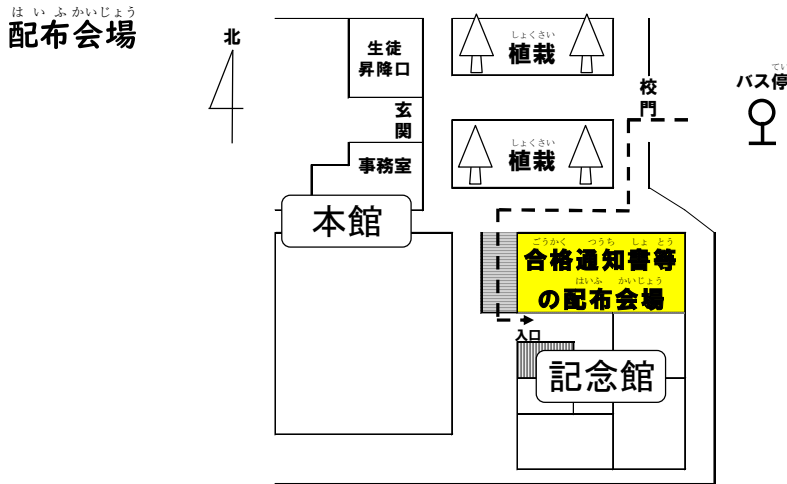 はいふかいじょう
配布会場
北
生徒
昇降口
玄関
事務室
本館
しょくさい
植栽
しょくさい
植栽
校門
てい
バス停
ごうかく つうち しょ とう
合格通知書等
はいふ かいじょう
の配布会場
入口
記念館